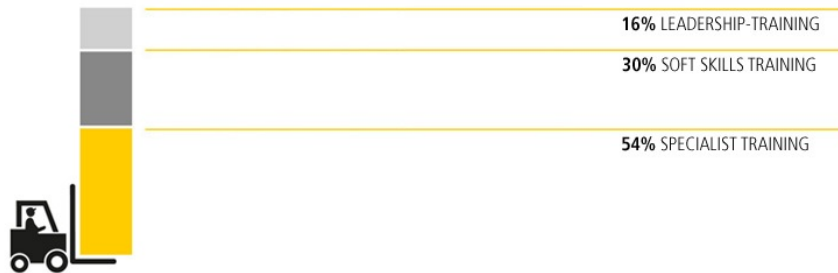 16% LEADERSHIP-TRAINING
30% SOFT SKILLS TRAINING
54% SPECIALIST TRAINING